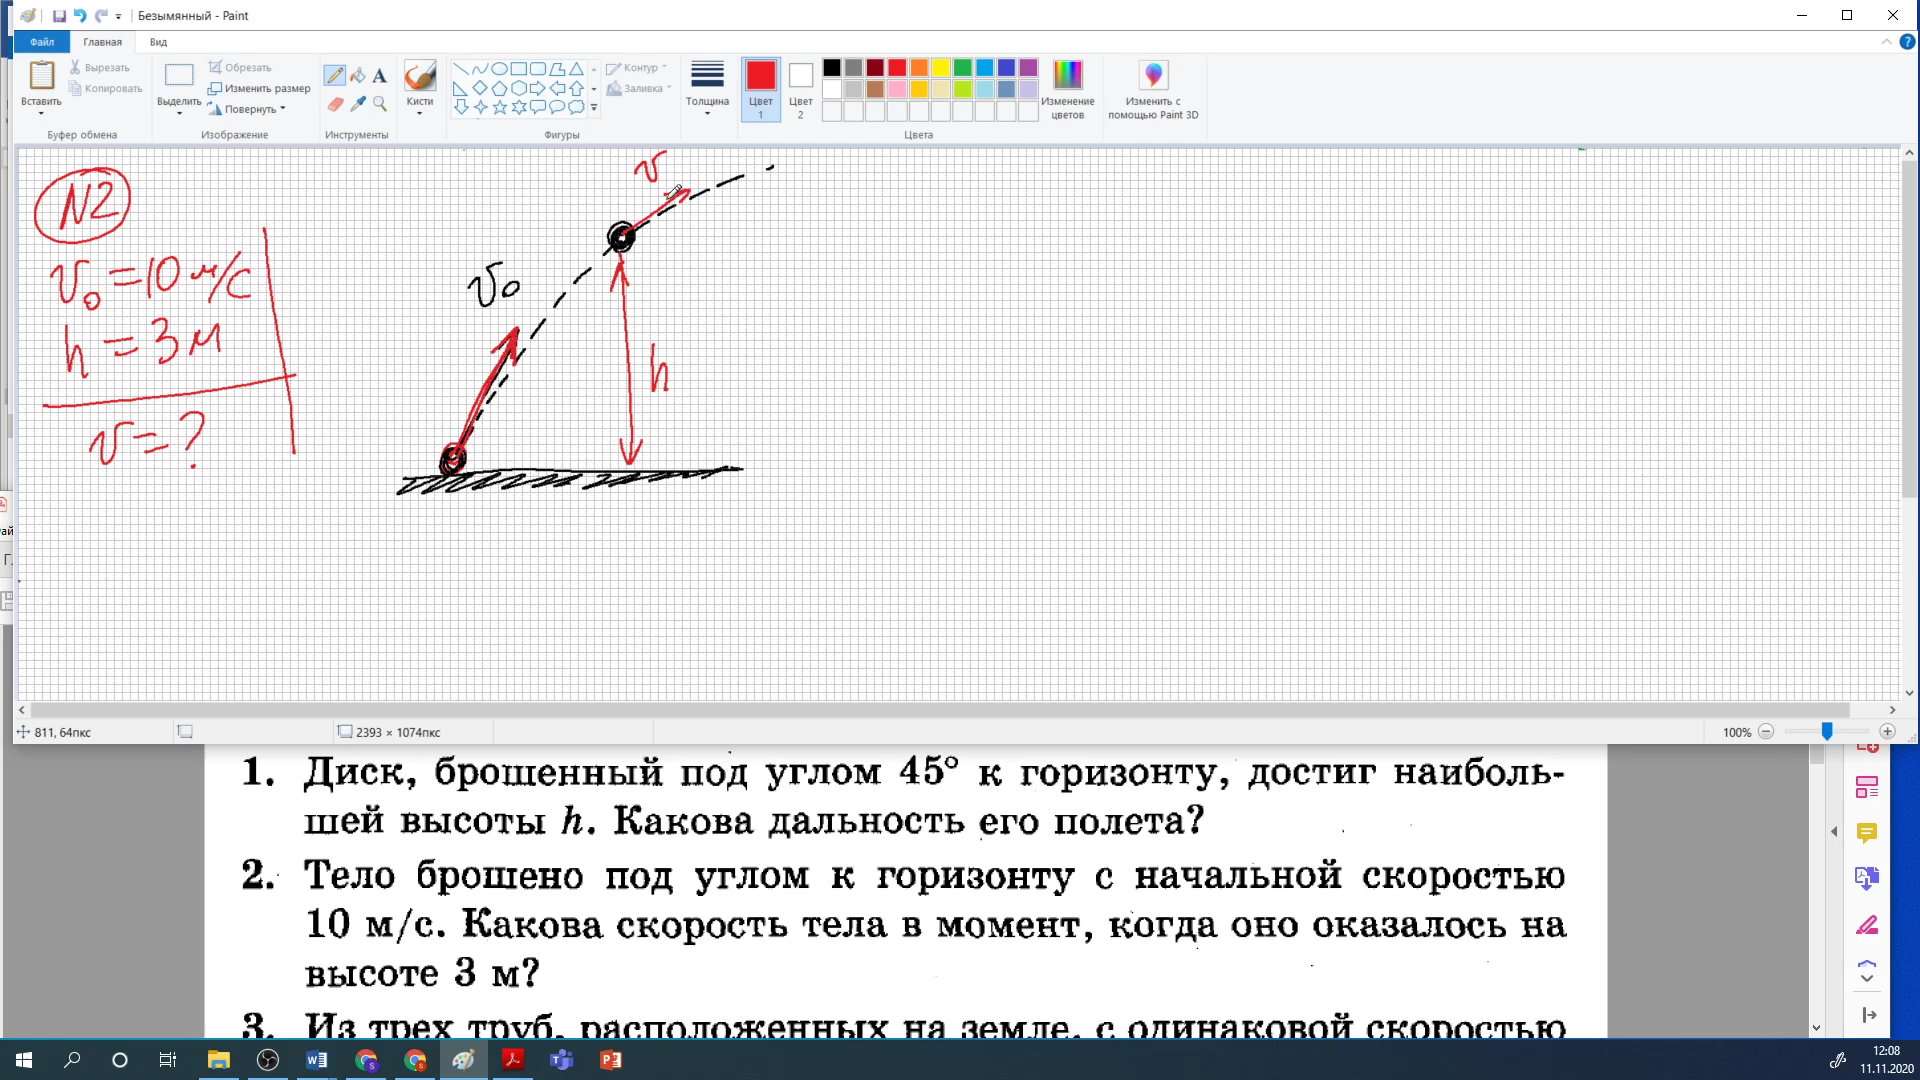 Безымянный - Paint
Файл Главная Вид
Вставить
Вырезать
Копировать
Буфер обмена
Выделить
Обрезать
Изменить размер
Повернуть
Изображение
A
Инструменты
Кисти
Контур
Заливка
Фигуры
Толщина
Цвет 1
Цвет 2
Изменение цветов
Цвета
Изменить с помощью Paint 3D
N2
v₀ = 10 м/с
h = 3 м
v = ?
v₀
v
h
811, 64пкс
2393 × 1074пкс
100%
1. Диск, брошенный под углом 45° к горизонту, достиг наиболь-
шей высоты h. Какова дальность его полета?
2. Тело брошено под углом к горизонту с начальной скоростью
10 м/с. Какова скорость тела в момент, когда оно оказалось на
высоте 3 м?
3. Из трех труб, расположенных на земле, с одинаковой скоростью
12:08
11.11.2020